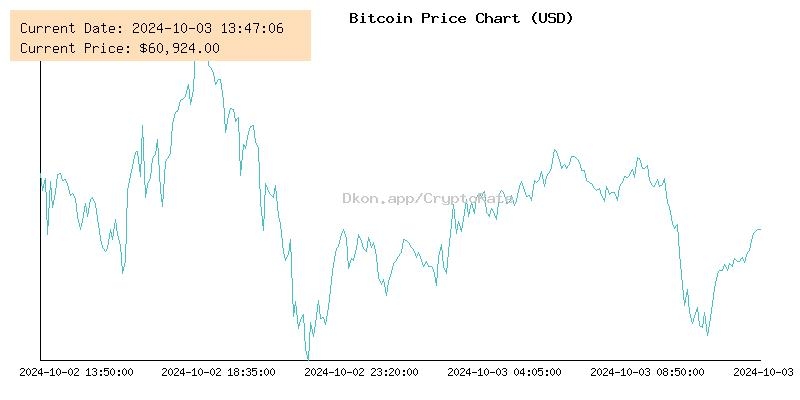 Bitcoin Price Chart (USD)
Current Date: 2024-10-03 13:47:06
Current Price: $60,924.00
Dkon.app/CryptoRate
2024-10-02 13:50:00 2024-10-02 18:35:00 2024-10-02 23:20:00 2024-10-03 04:05:00 2024-10-03 08:50:00 2024-10-03